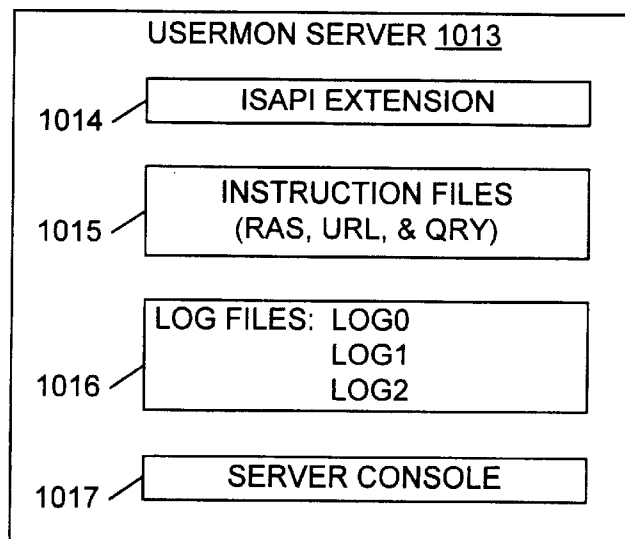 USERMON SERVER 1013
1014
ISAPI EXTENSION
1015
INSTRUCTION FILES
(RAS, URL, & QRY)
1016
LOG FILES: LOG0
LOG1
LOG2
1017
SERVER CONSOLE